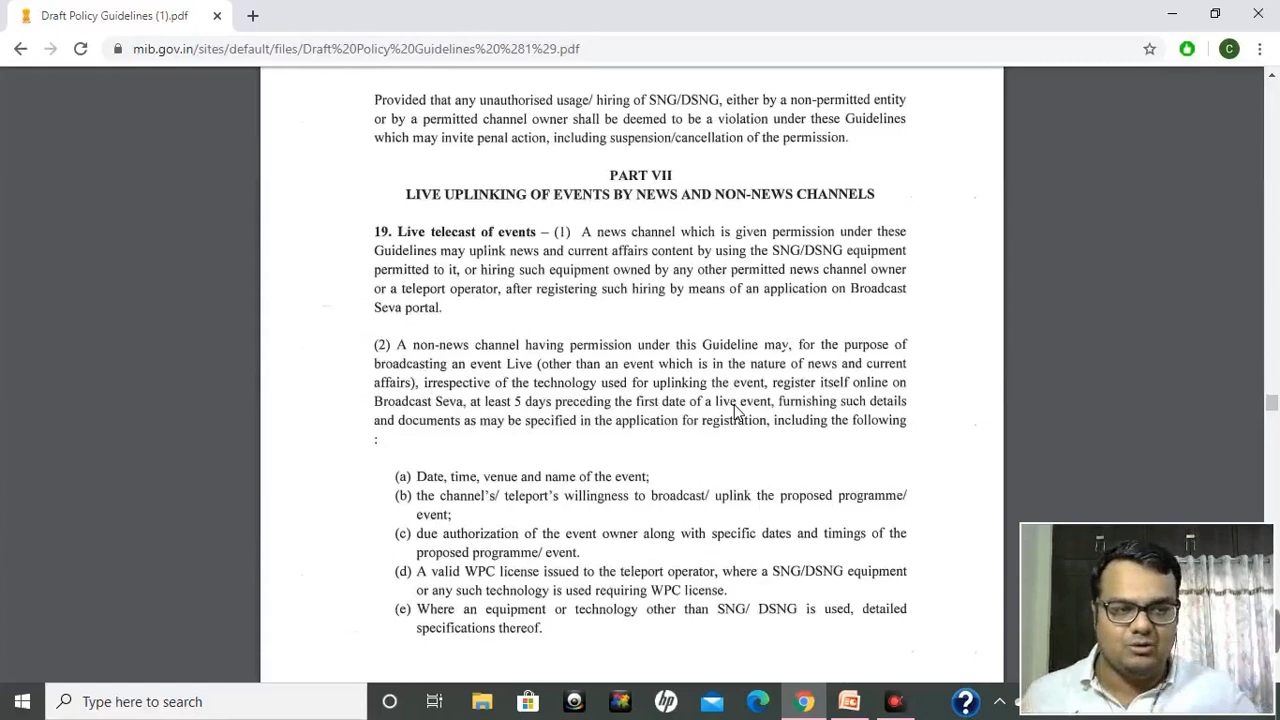 Draft Policy Guidelines (1).pdf
mib.gov.in/sites/default/files/Draft%20Policy%20Guidelines%20%281%29.pdf
C
Provided that any unauthorised usage/ hiring of SNG/DSNG, either by a non-permitted entity
or by a permitted channel owner shall be deemed to be a violation under these Guidelines
which may invite penal action, including suspension/cancellation of the permission.
PART VII
LIVE UPLINKING OF EVENTS BY NEWS AND NON-NEWS CHANNELS
19. Live telecast of events – (1) A news channel which is given permission under these
Guidelines may uplink news and current affairs content by using the SNG/DSNG equipment
permitted to it, or hiring such equipment owned by any other permitted news channel owner
or a teleport operator, after registering such hiring by means of an application on Broadcast
Seva portal.
(2) A non-news channel having permission under this Guideline may, for the purpose of
broadcasting an event Live (other than an event which is in the nature of news and current
affairs), irrespective of the technology used for uplinking the event, register itself online on
Broadcast Seva, at least 5 days preceding the first date of a live event, furnishing such details
and documents as may be specified in the application for registration, including the following
:
(a) Date, time, venue and name of the event;
(b) the channel's/ teleport's willingness to broadcast/ uplink the proposed programme/
event;
(c) due authorization of the event owner along with specific dates and timings of the
proposed programme/ event.
(d) A valid WPC license issued to the teleport operator, where a SNG/DSNG equipment
or any such technology is used requiring WPC license.
(e) Where an equipment or technology other than SNG/ DSNG is used, detailed
specifications thereof.
Type here to search
hp